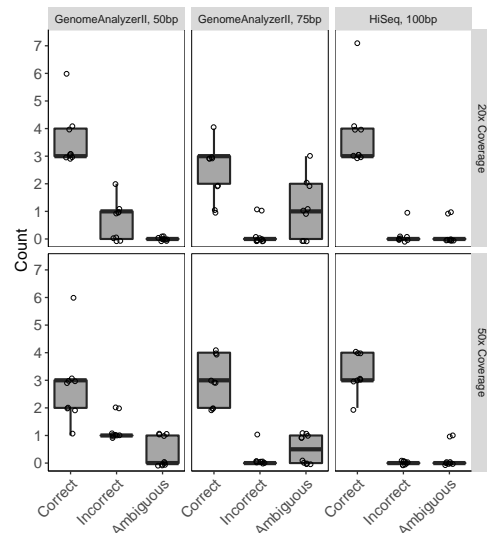 GenomeAnalyzerII, 50bp
GenomeAnalyzerII, 75bp
HiSeq, 100bp
7
6
5
4
3
2
1
0
20x Coverage
Count
7
6
5
4
3
2
1
0
50x Coverage
Correct
Incorrect
Ambiguous
Correct
Incorrect
Ambiguous
Correct
Incorrect
Ambiguous